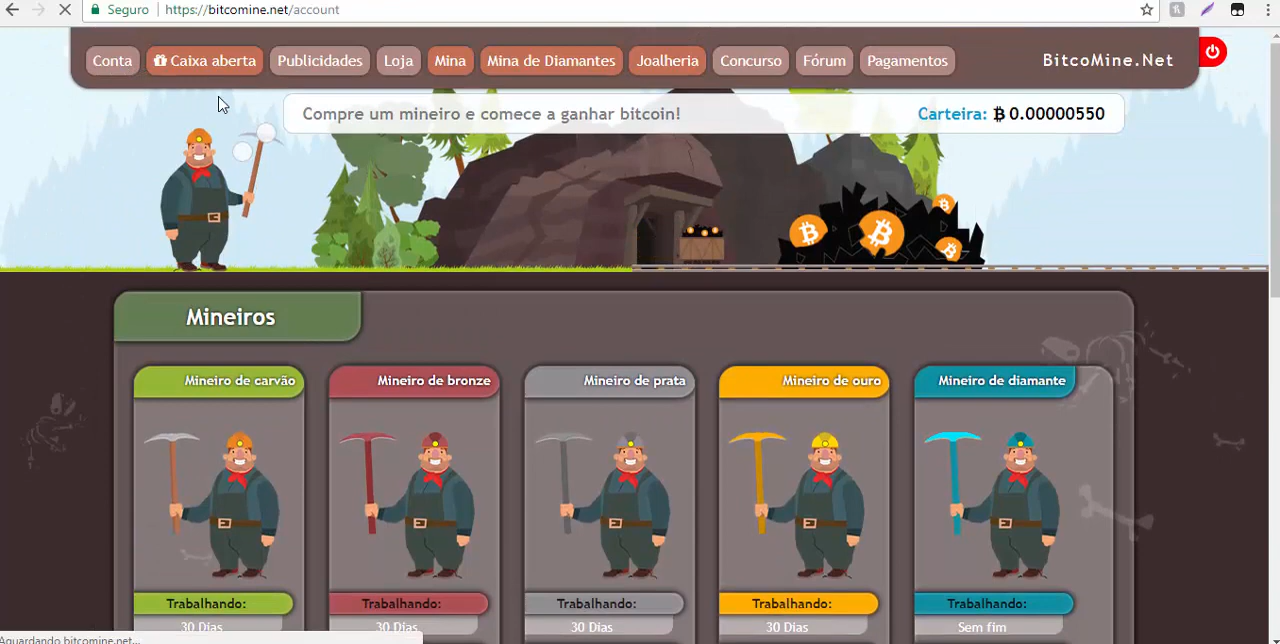 Seguro https://bitcomine.net/account
Conta Caixa aberta Publicidades Loja Mina Mina de Diamantes Joalheria Concurso Fórum Pagamentos BitcoMine.Net
Compre um mineiro e comece a ganhar bitcoin! Carteira: ₿ 0.00000550
Mineiros
Mineiro de carvão Mineiro de bronze Mineiro de prata Mineiro de ouro Mineiro de diamante
Trabalhando: Trabalhando: Trabalhando: Trabalhando: Trabalhando:
30 Dias 30 Dias 30 Dias 30 Dias Sem fim
Aguardando bitcomine.net...